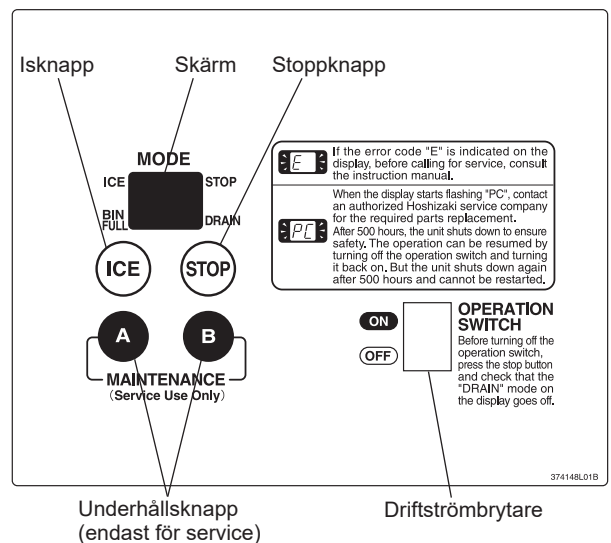 Isknapp
Skärm
Stoppknapp
MODE
ICE
STOP
BIN
FULL
DRAIN
ICE
STOP
A
B
MAINTENANCE
(Service Use Only)
E
If the error code "E" is indicated on the
display, before calling for service, consult
the instruction manual.
PC
When the display starts flashing "PC", contact
an authorized Hoshizaki service company
for the required parts replacement.
After 500 hours, the unit shuts down to ensure
safety. The operation can be resumed by
turning off the operation switch and turning
it back on. But the unit shuts down again
after 500 hours and cannot be restarted.
ON
OFF
OPERATION
SWITCH
Before turning off the
operation switch,
press the stop button
and check that the
"DRAIN" mode on
the display goes off.
374148L01B
Underhållsknapp
(endast för service)
Driftströmbrytare